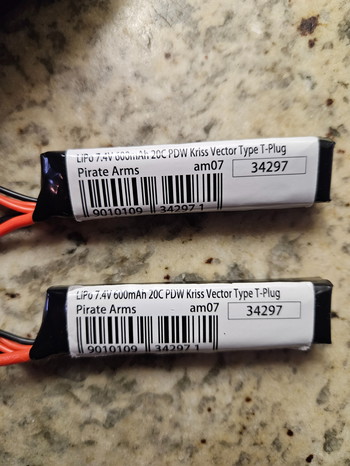 LiPo 7.4V 600mAh 20C PDW Kriss Vector Type T-Plug
Pirate Arms am07 34297
9010109 34297 1
LiPo 7.4V 600mAh 20C PDW Kriss Vector Type T-Plug
Pirate Arms am07 34297
9010109 34297 1